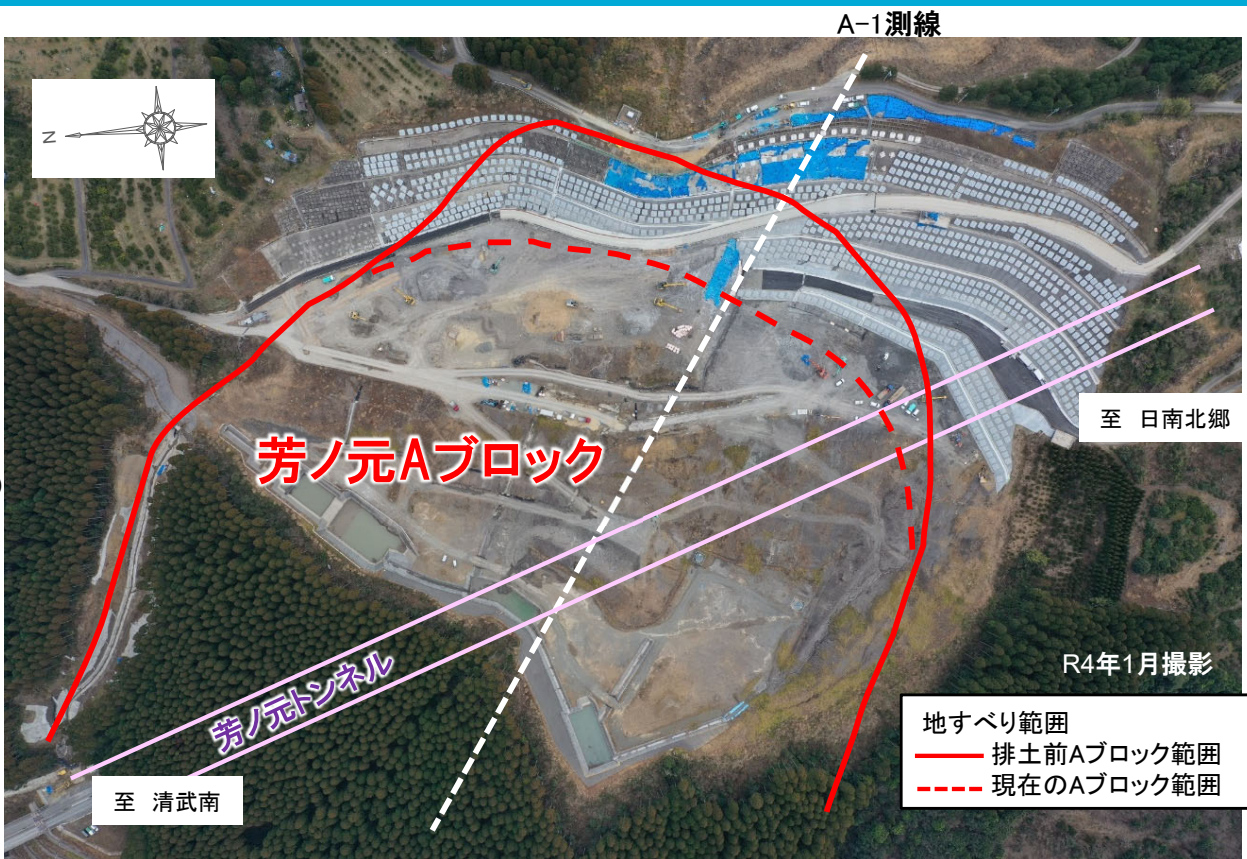 A-1測線
N
芳ノ元Aブロック
至 日南北郷
芳ノ元トンネル
R4年1月撮影
至 清武南
地すべり範囲
排土前Aブロック範囲
現在のAブロック範囲